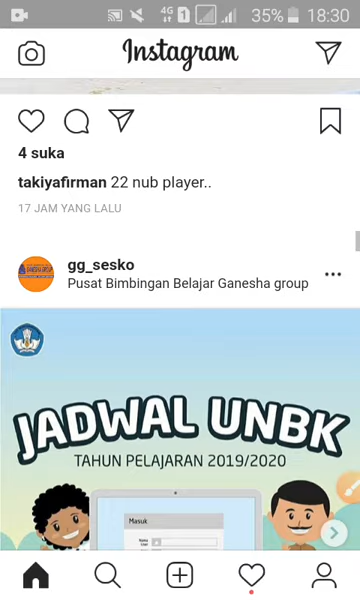 4G 1 35% 18:30
Instagram
4 suka
takiyafirman 22 nub player..
17 JAM YANG LALU
gg_sesko
Pusat Bimbingan Belajar Ganesha group
JADWAL UNBK
TAHUN PELAJARAN 2019/2020
Masuk